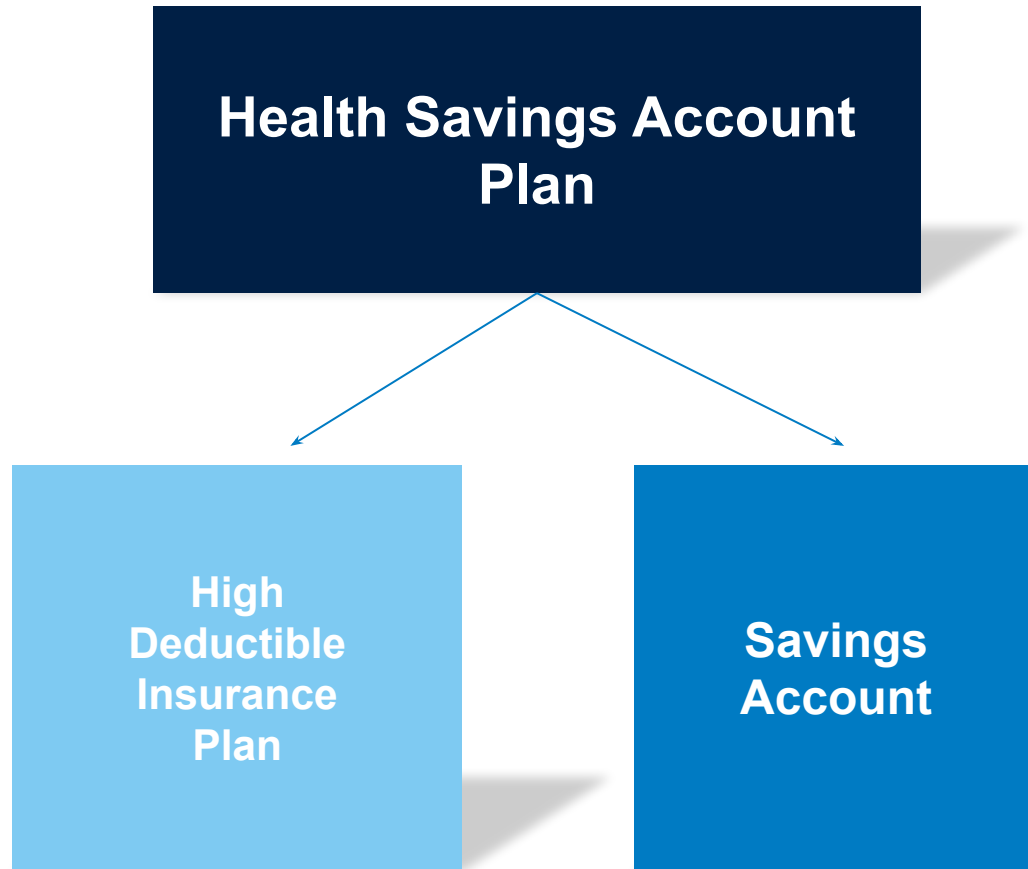 Health Savings Account
Plan
High
Deductible
Insurance
Plan
Savings
Account